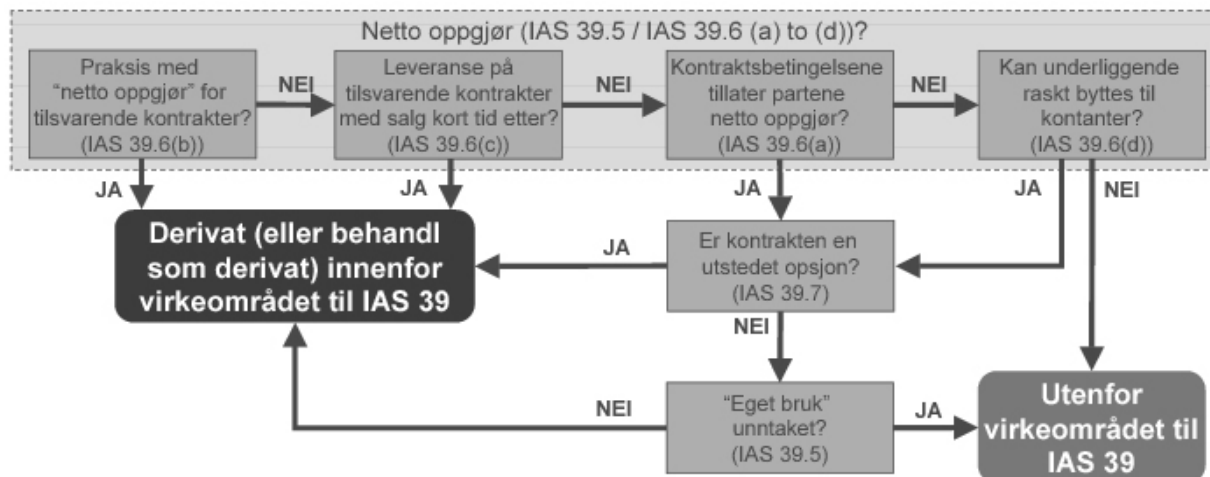 Netto oppgjør (IAS 39.5 / IAS 39.6 (a) to (d))?
Praksis med
“netto oppgjør” for
tilsvarende kontrakter?
(IAS 39.6(b))
NEI
Leveranse på
tilsvarende kontrakter
med salg kort tid etter?
(IAS 39.6(c))
NEI
Kontraktsbetingelsene
tillater partene
netto oppgjør?
(IAS 39.6(a))
NEI
Kan underliggende
raskt byttes til
kontanter?
(IAS 39.6(d))
JA
JA
JA
JA
NEI
Derivat (eller behandl
som derivat) innenfor
virkeområdet til IAS 39
JA
Er kontrakten en
utstedet opsjon?
(IAS 39.7)
NEI
NEI
“Eget bruk”
unntaket?
(IAS 39.5)
JA
Utenfor
virkeområdet til
IAS 39